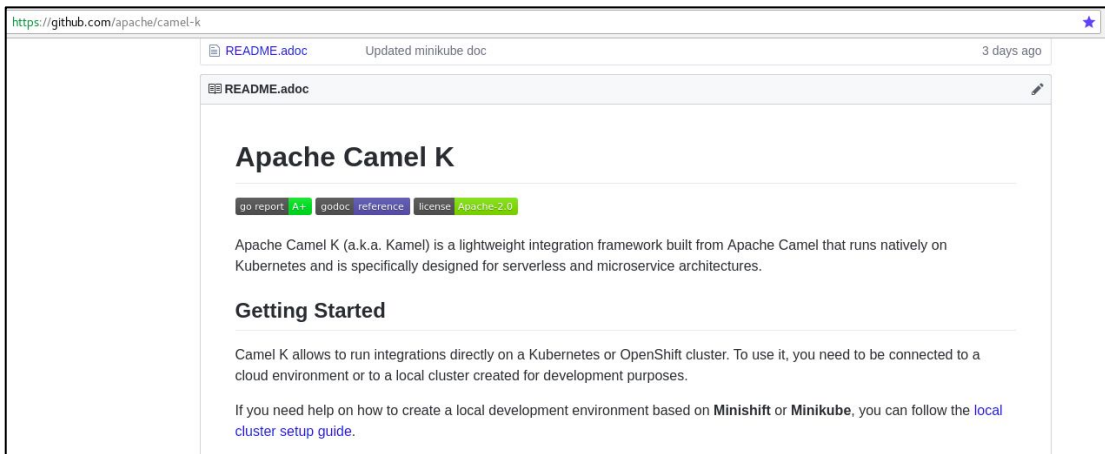 https://github.com/apache/camel-k
README.adoc Updated minikube doc 3 days ago
README.adoc
Apache Camel K
go report A+ godoc reference license Apache-2.0
Apache Camel K (a.k.a. Kamel) is a lightweight integration framework built from Apache Camel that runs natively on
Kubernetes and is specifically designed for serverless and microservice architectures.
Getting Started
Camel K allows to run integrations directly on a Kubernetes or OpenShift cluster. To use it, you need to be connected to a
cloud environment or to a local cluster created for development purposes.
If you need help on how to create a local development environment based on Minishift or Minikube, you can follow the local
cluster setup guide.